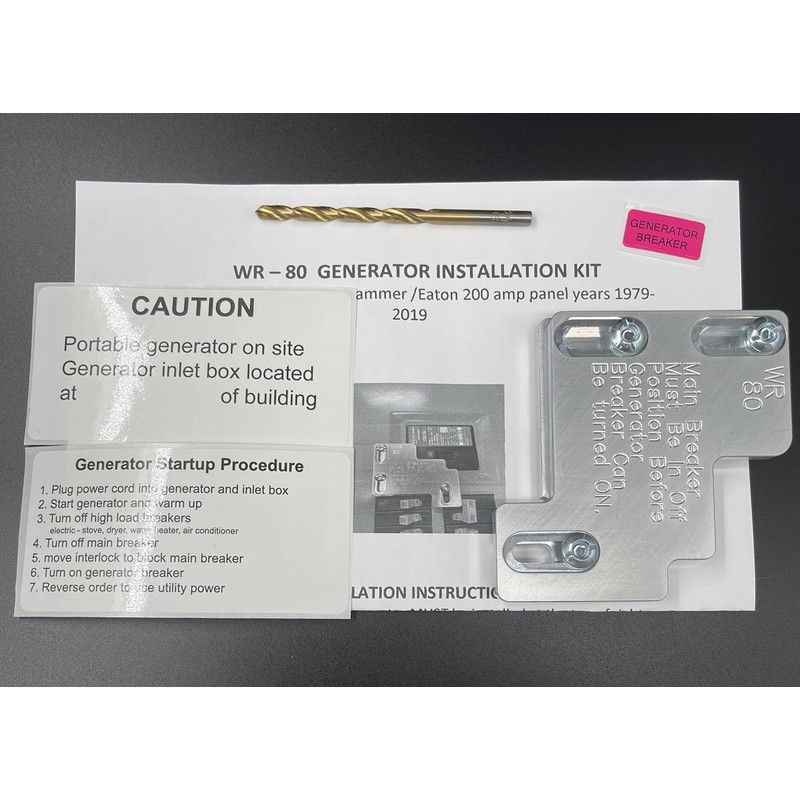 GENERATOR
BREAKER
WR – 80 GENERATOR INSTALLATION KIT
ammer /Eaton 200 amp panel years 1979-
2019
CAUTION
Portable generator on site
Generator inlet box located
at of building
Generator Startup Procedure
1. Plug power cord into generator and inlet box
2. Start generator and warm up
3. Turn off high load breakers
electric - stove, dryer, water heater, air conditioner
4. Turn off main breaker
5. move interlock to block main breaker
6. Turn on generator breaker
7. Reverse order to use utility power
WR
80
Main Breaker
Must Be In Off
Position Before
Generator
Breaker Can
Be turned ON.
LATION INSTRUCTIO